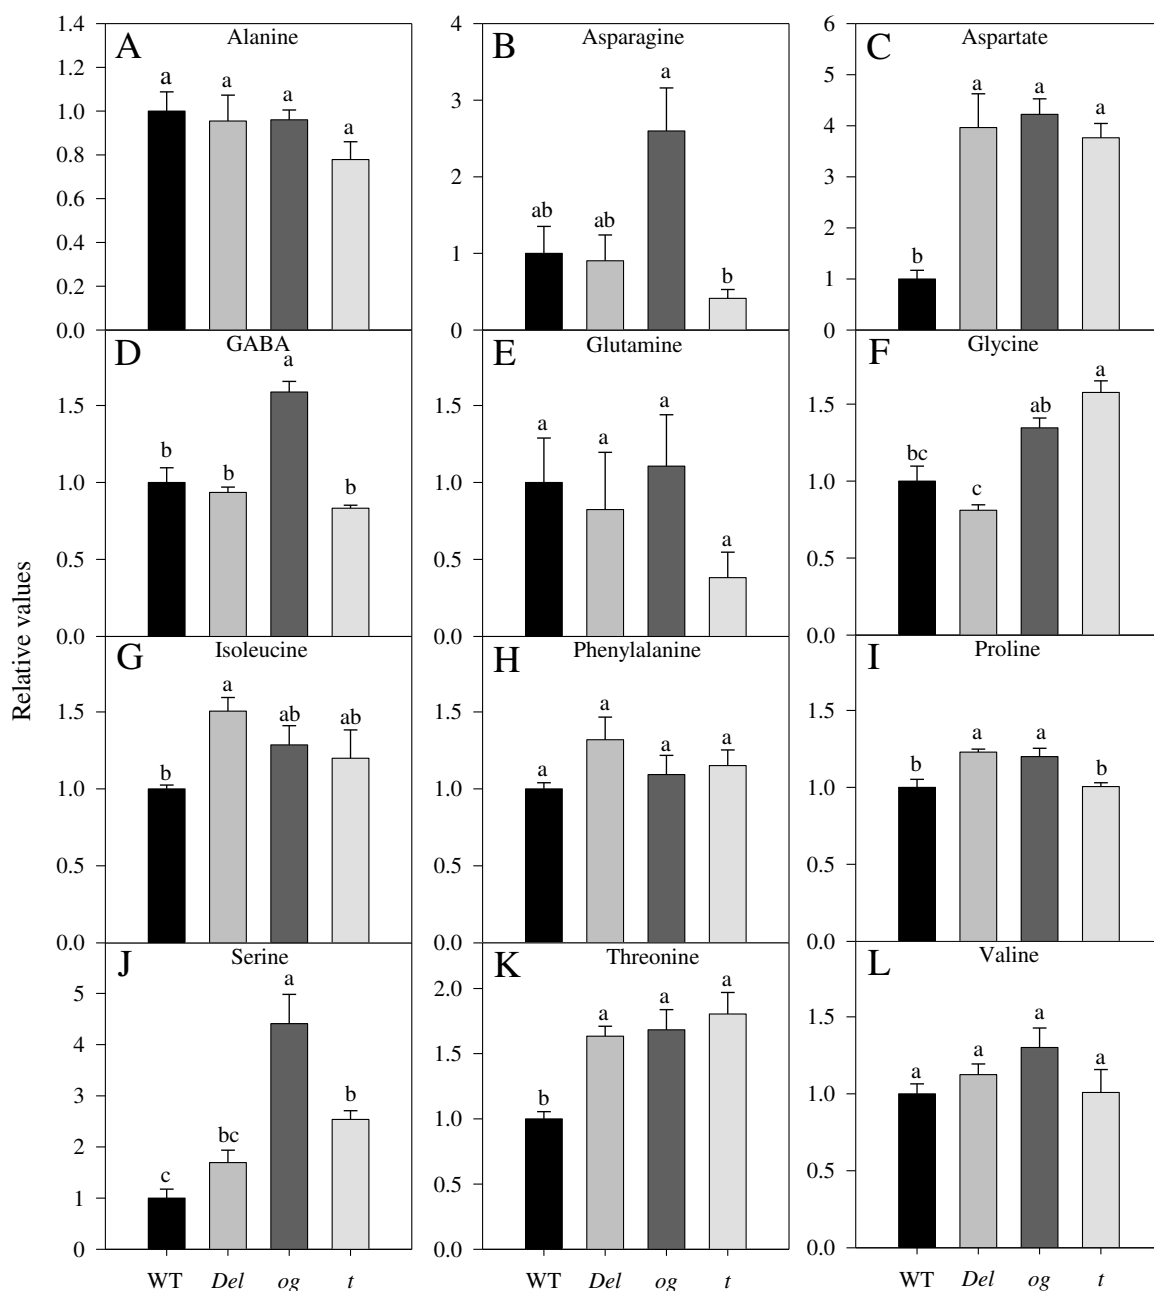 Relative values
A
Alanine
1.4
1.2
1.0
0.8
0.6
0.4
0.2
0.0
a
a
a
a
B
Asparagine
4
3
2
1
0
ab
ab
a
b
C
Aspartate
6
5
4
3
2
1
0
b
a
a
a
D
GABA
1.5
1.0
0.5
0.0
b
b
a
b
E
Glutamine
1.5
1.0
0.5
0.0
a
a
a
a
F
Glycine
1.5
1.0
0.5
0.0
bc
c
ab
a
G
Isoleucine
1.5
1.0
0.5
0.0
b
a
ab
ab
H
Phenylalanine
1.5
1.0
0.5
0.0
a
a
a
a
I
Proline
1.5
1.0
0.5
0.0
b
a
a
b
J
Serine
5
4
3
2
1
0
c
bc
a
b
WT Del og t
K
Threonine
2.0
1.5
1.0
0.5
0.0
b
a
a
a
WT Del og t
L
Valine
1.5
1.0
0.5
0.0
a
a
a
a
WT Del og t